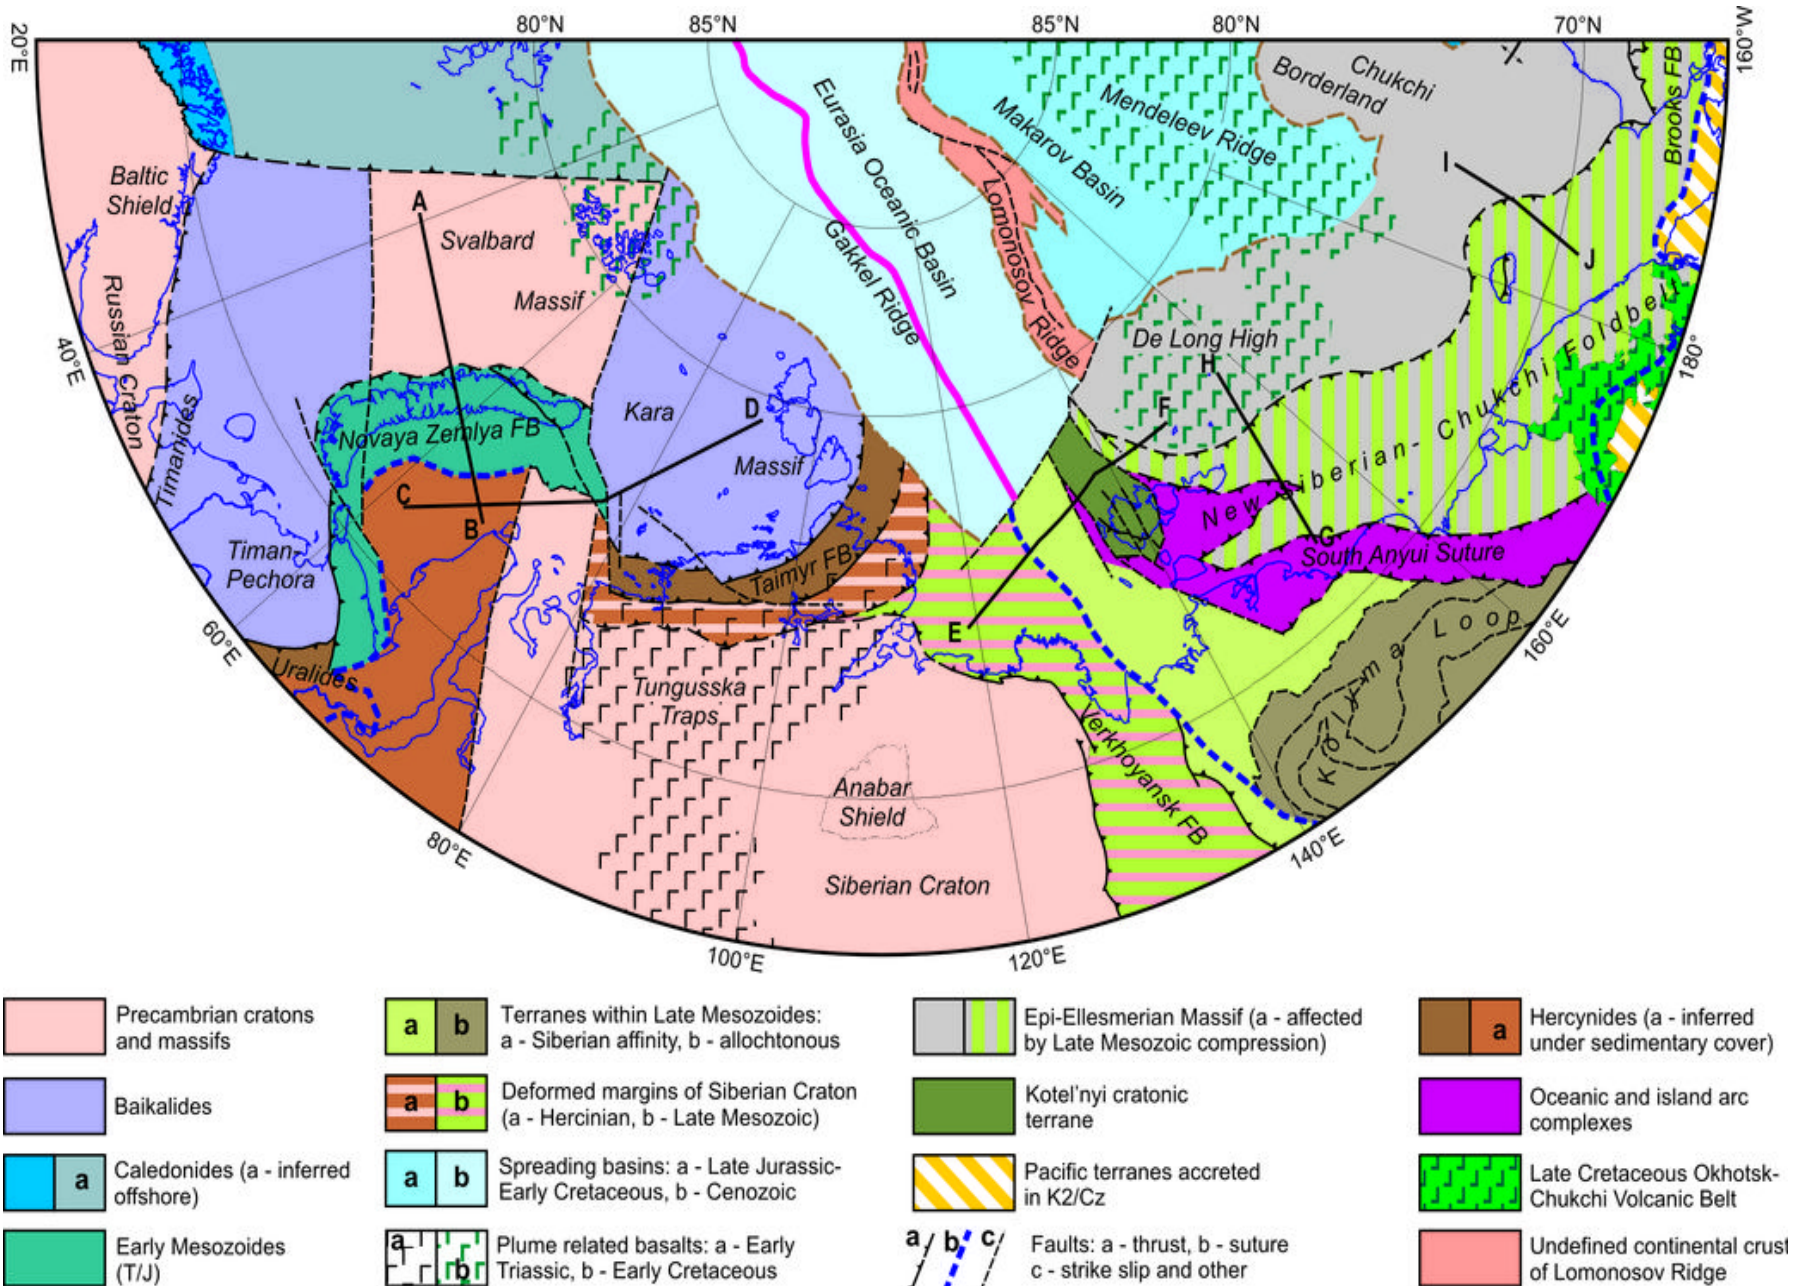 20°E
80°N
85°N
85°N
80°N
70°N
160°W
Baltic
Shield
A
Svalbard
Massif
Russian Craton
40°E
Timanides
Novaya Zemlya FB
C
B
Timan-
Pechora
60°E
Uralides
80°E
Kara
Massif
D
Taimyr FB
Eurasia Oceanic Basin
Gakkel Ridge
Lomonosov
Ridge
Makarov Basin
Mendeleev Ridge
Chukchi
Borderland
Brooks FB
I
J
De Long High
H
F
New Siberian - Chukchi Foldbelt
180°
G
South Anyui Suture
E
Kolyma Loop
160°E
Verkhoyansk FB
140°E
Tungusska
Traps
Anabar
Shield
Siberian Craton
100°E
120°E
Precambrian cratons
and massifs
Baikalides
a
Caledonides (a - inferred
offshore)
Early Mesozoides
(T/J)
a
b
Terranes within Late Mesozoides:
a - Siberian affinity, b - allochtonous
a
b
Deformed margins of Siberian Craton
(a - Hercinian, b - Late Mesozoic)
a
b
Spreading basins: a - Late Jurassic-
Early Cretaceous, b - Cenozoic
a
b
Plume related basalts: a - Early
Triassic, b - Early Cretaceous
Epi-Ellesmerian Massif (a - affected
by Late Mesozoic compression)
Kotel'nyi cratonic
terrane
Pacific terranes accreted
in K2/Cz
a
b
c
Faults: a - thrust, b - suture
c - strike slip and other
a
Hercynides (a - inferred
under sedimentary cover)
Oceanic and island arc
complexes
Late Cretaceous Okhotsk-
Chukchi Volcanic Belt
Undefined continental crust
of Lomonosov Ridge